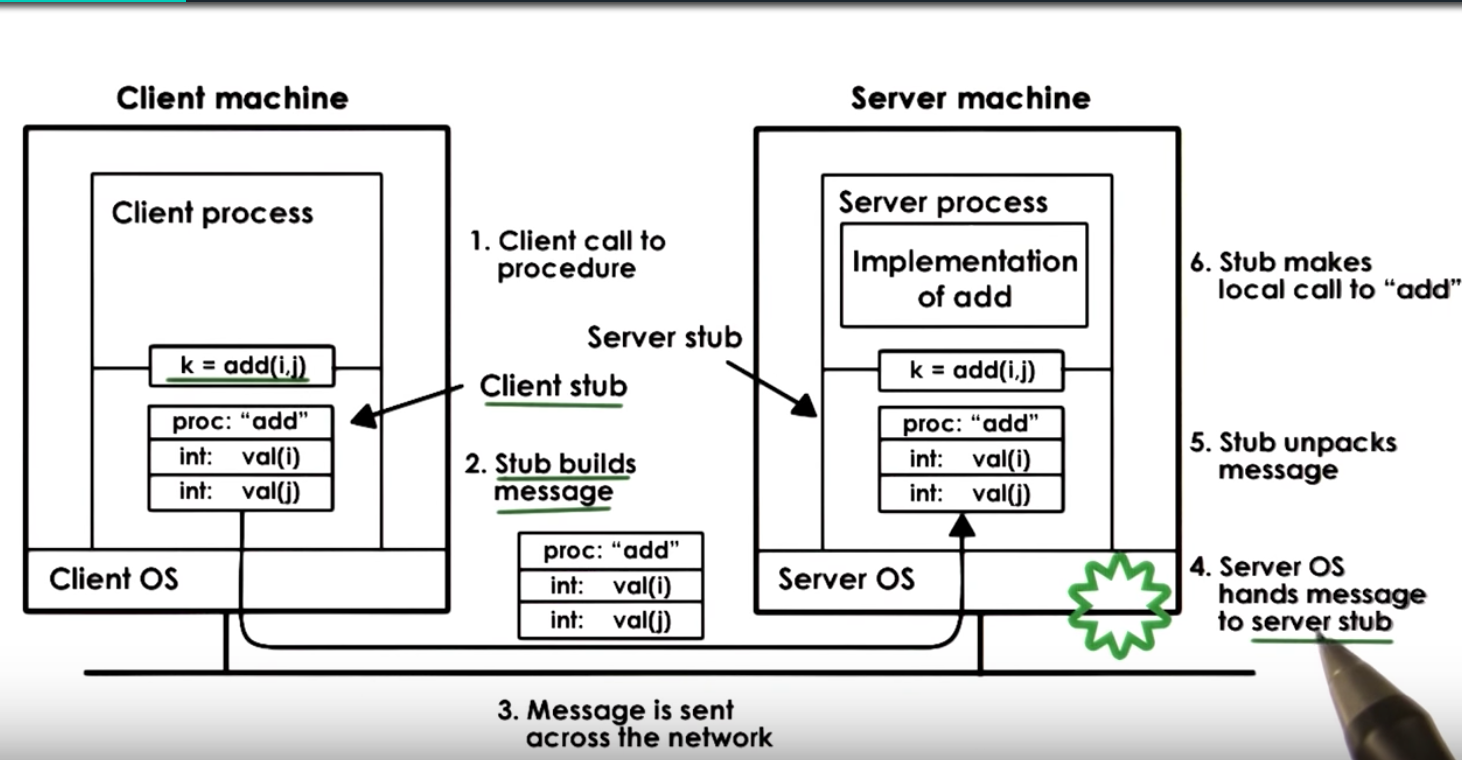 Client machine
Client process
k = add(i,j)
proc: “add”
int: val(i)
int: val(j)
Client OS
1. Client call to
procedure
Server stub
Client stub
2. Stub builds
message
proc: “add”
int: val(i)
int: val(j)
3. Message is sent
across the network
Server machine
Server process
Implementation
of add
k = add(i,j)
proc: “add”
int: val(i)
int: val(j)
Server OS
6. Stub makes
local call to “add”
5. Stub unpacks
message
4. Server OS
hands message
to server stub